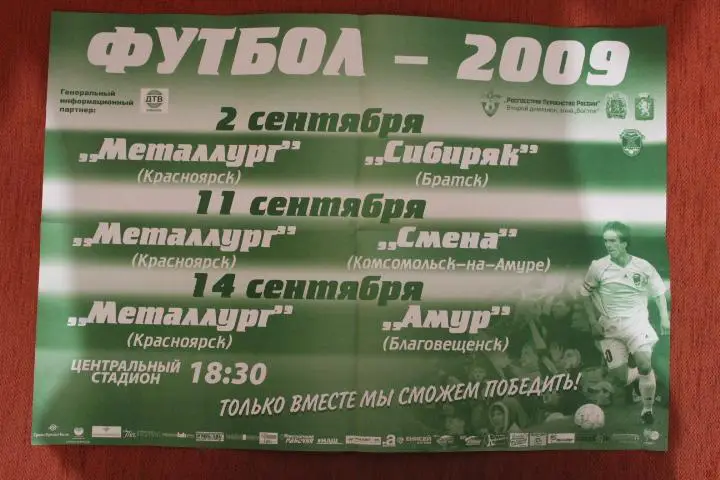 ФУТБОЛ - 2009
Генеральный
информационный
партнер:
ДТВ
"Росгосстрах Первенство России"
Второй дивизион, зона „Восток"
2 сентября
„Металлург" „Сибиряк"
(Красноярск) (Братск)
11 сентября
„Металлург" „Смена"
(Красноярск) (Комсомольск-на-Амуре)
14 сентября
„Металлург" „Амур"
(Красноярск) (Благовещенск)
ЦЕНТРАЛЬНЫЙ
СТАДИОН
18:30
ТОЛЬКО ВМЕСТЕ МЫ СМОЖЕМ ПОБЕДИТЬ!
ЕНИСЕЙ